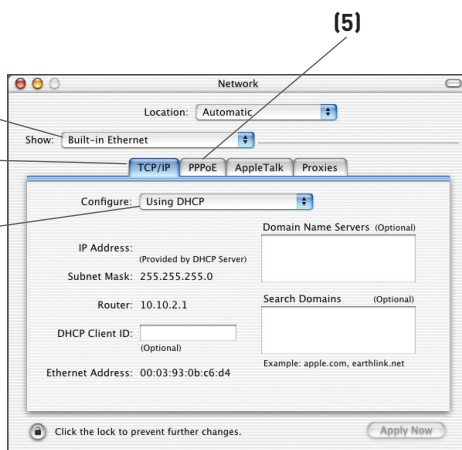 (5)
Network
Location: Automatic
Show: Built-in Ethernet
TCP/IP PPPoE AppleTalk Proxies
Configure: Using DHCP
Domain Name Servers (Optional)
IP Address:
(Provided by DHCP Server)
Subnet Mask: 255.255.255.0
Router: 10.10.2.1
Search Domains (Optional)
DHCP Client ID:
(Optional)
Example: apple.com, earthlink.net
Ethernet Address: 00:03:93:0b:c6:d4
Click the lock to prevent further changes.
Apply Now